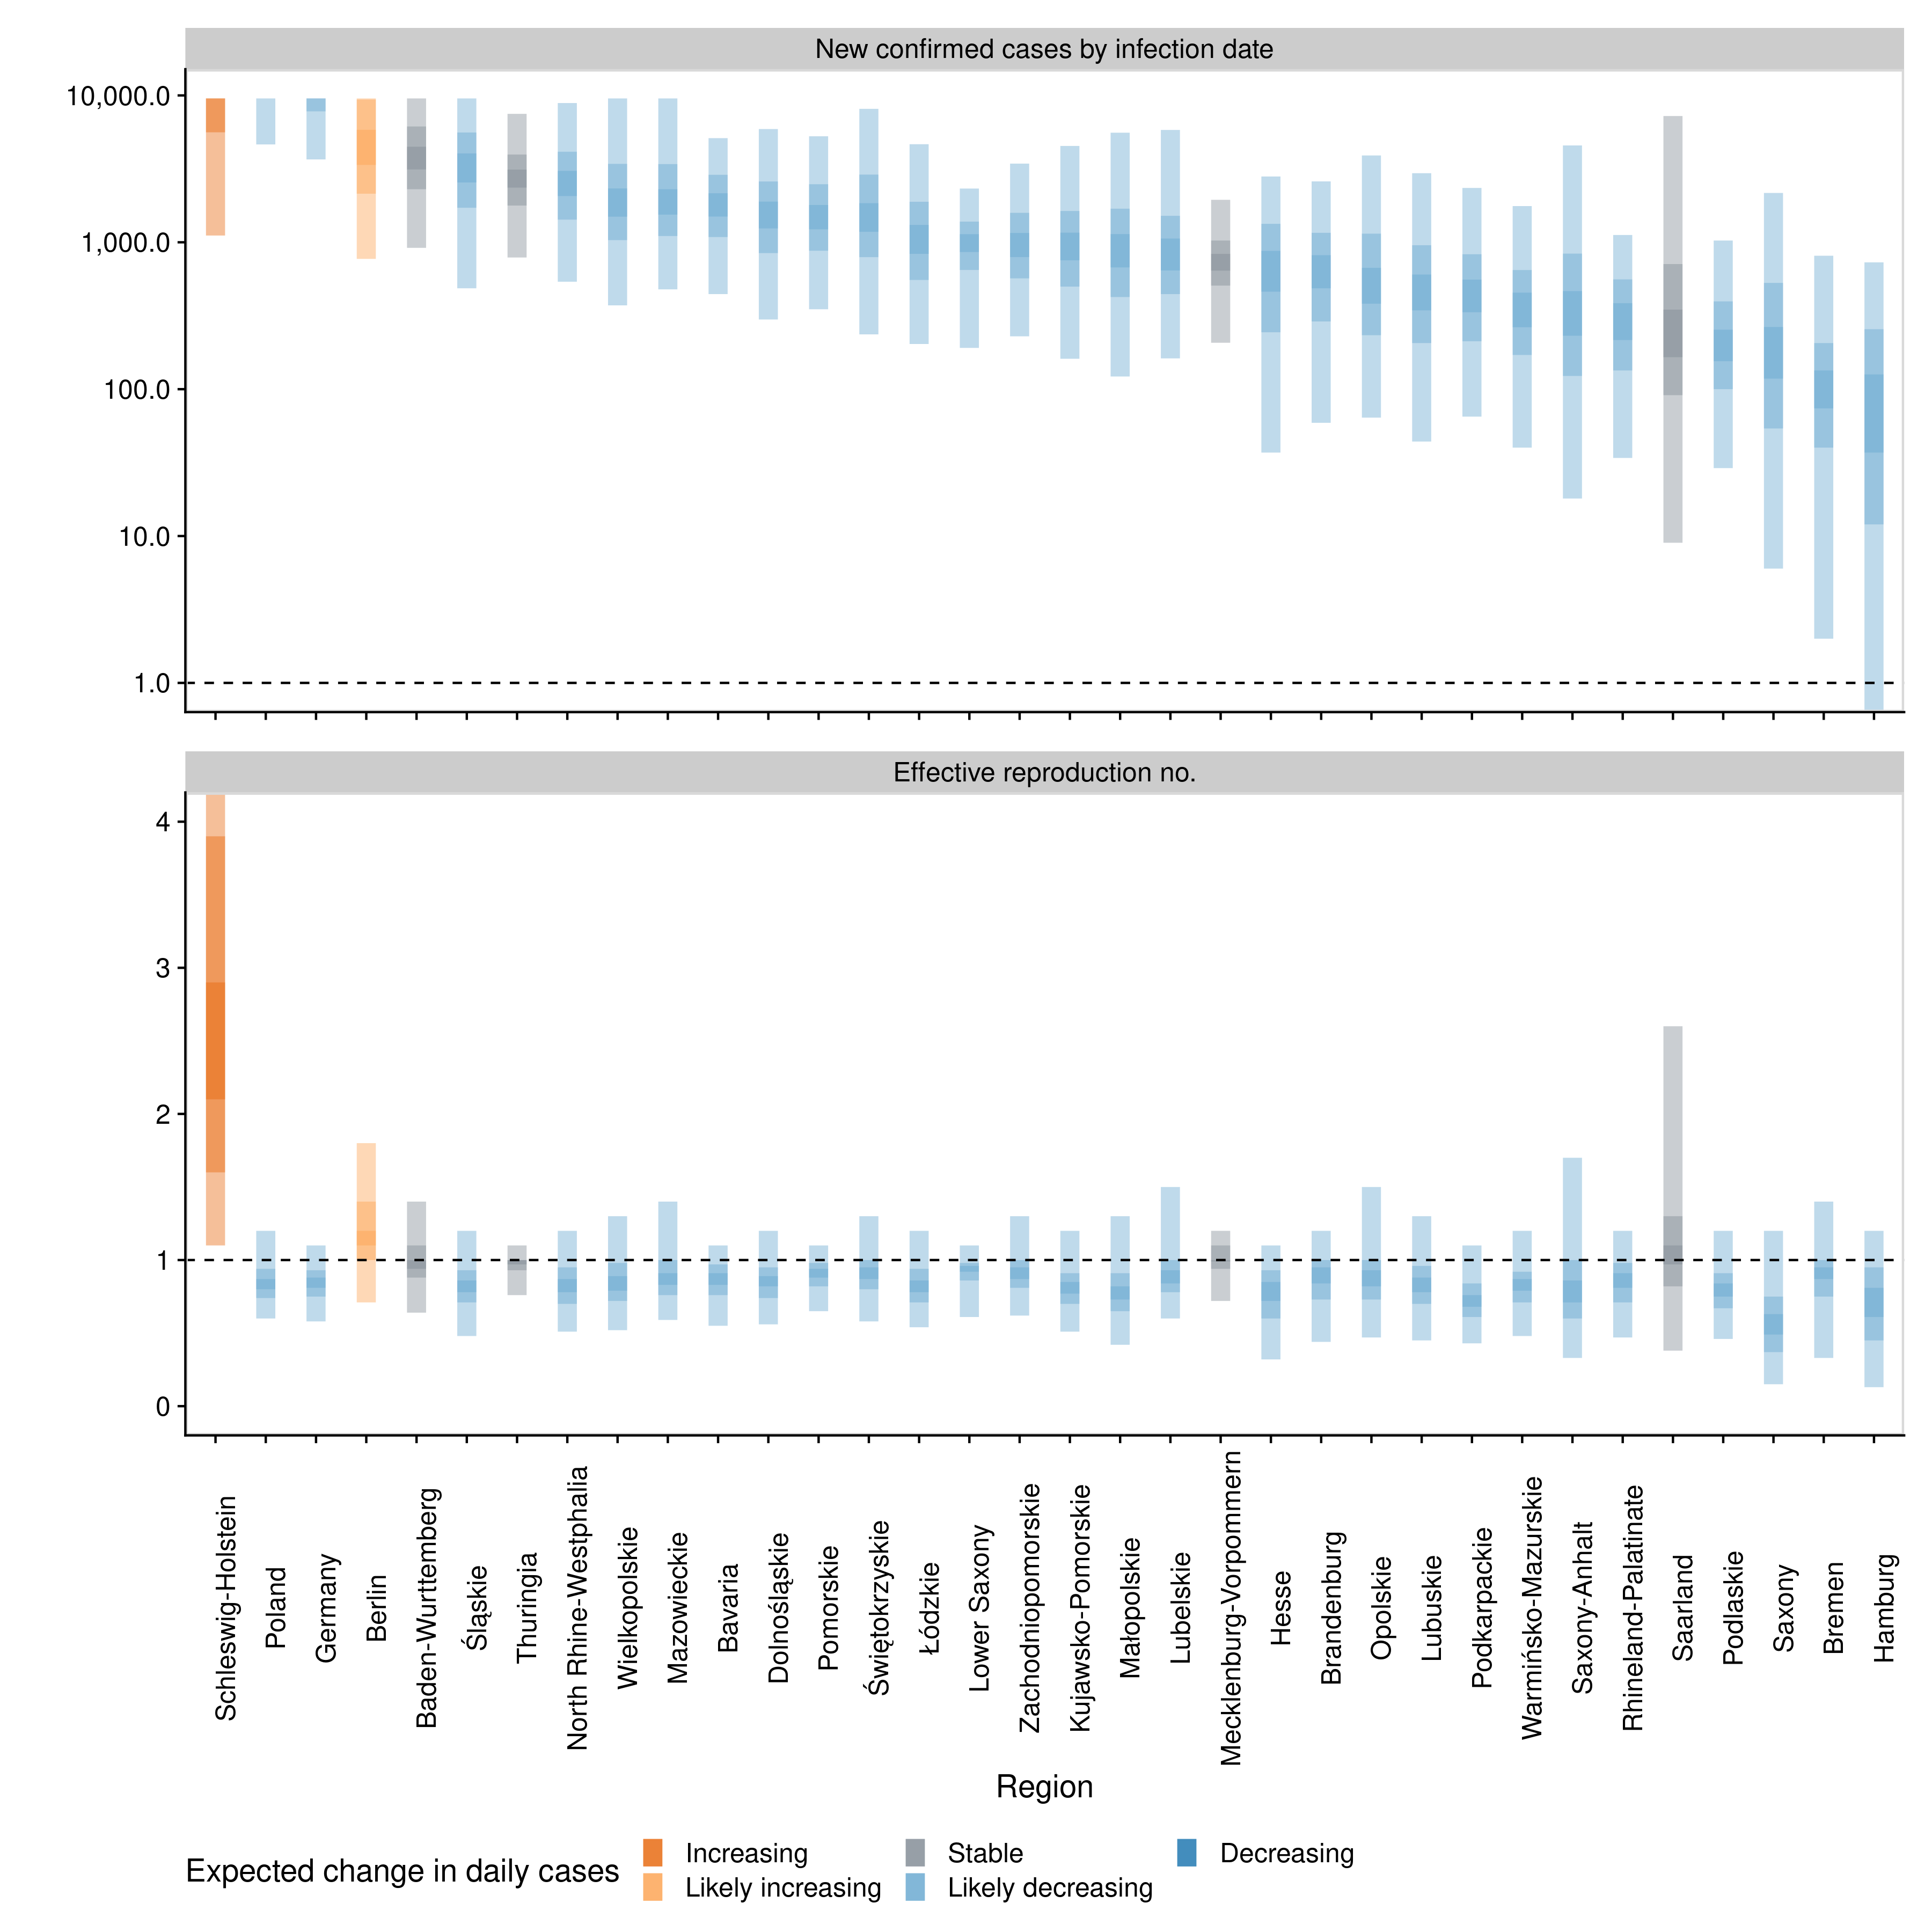 New confirmed cases by infection date
10,000.0
1,000.0
100.0
10.0
1.0
Effective reproduction no.
4
3
2
1
0
Schleswig-Holstein
Poland
Germany
Berlin
Baden-Wurttemberg
Śląskie
Thuringia
North Rhine-Westphalia
Wielkopolskie
Mazowieckie
Bavaria
Dolnośląskie
Pomorskie
Świętokrzyskie
Łódzkie
Lower Saxony
Zachodniopomorskie
Kujawsko-Pomorskie
Małopolskie
Lubelskie
Mecklenburg-Vorpommern
Hesse
Brandenburg
Opolskie
Lubuskie
Podkarpackie
Warmińsko-Mazurskie
Saxony-Anhalt
Rhineland-Palatinate
Saarland
Podlaskie
Saxony
Bremen
Hamburg
Region
Expected change in daily cases
Increasing
Likely increasing
Stable
Likely decreasing
Decreasing